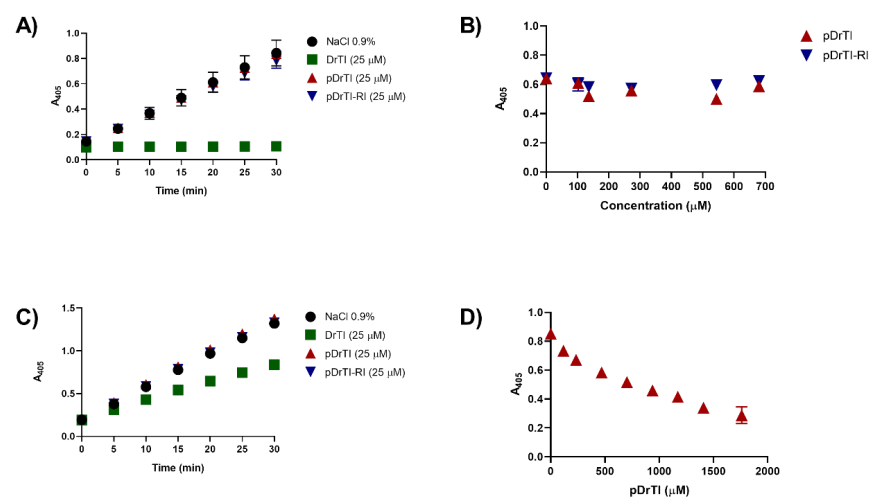 A)
A405
1.0
0.8
0.6
0.4
0.2
0.0
0 5 10 15 20 25 30
Time (min)
NaCl 0.9%
DrTI (25 μM)
pDrTI (25 μM)
pDrTI-RI (25 μM)
B)
A405
1.0
0.8
0.6
0.4
0.2
0.0
0 100 200 300 400 500 600 700
Concentration (μM)
pDrTI
pDrTI-RI
C)
A405
1.5
1.0
0.5
0.0
0 5 10 15 20 25 30
Time (min)
NaCl 0.9%
DrTI (25 μM)
pDrTI (25 μM)
pDrTI-RI (25 μM)
D)
A405
1.0
0.8
0.6
0.4
0.2
0.0
0 500 1000 1500 2000
pDrTI (μM)